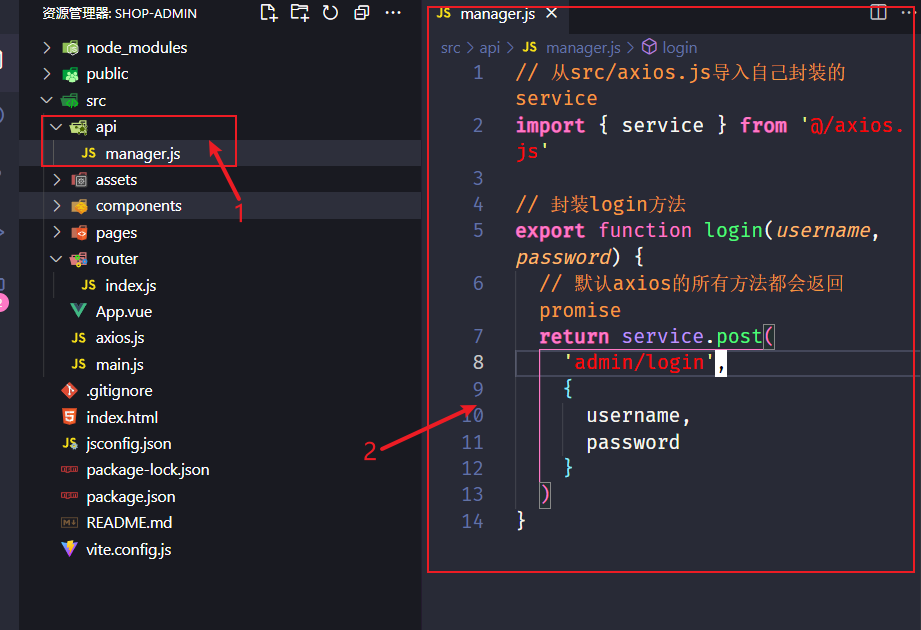 资源管理器: SHOP-ADMIN
node_modules
public
src
api
JS manager.js
assets
components
pages
router
JS index.js
App.vue
JS axios.js
JS main.js
.gitignore
index.html
JS jsconfig.json
package-lock.json
package.json
README.md
vite.config.js
1
2
JS manager.js
src > api > JS manager.js > login
1 // 从src/axios.js导入自己封装的
service
2 import { service } from '@/axios.
js'
3
4 // 封装login方法
5 export function login(username,
password) {
6 // 默认axios的所有方法都会返回
promise
7 return service.post(
8 'admin/login',
9 {
10 username,
11 password
12 }
13 )
14 }